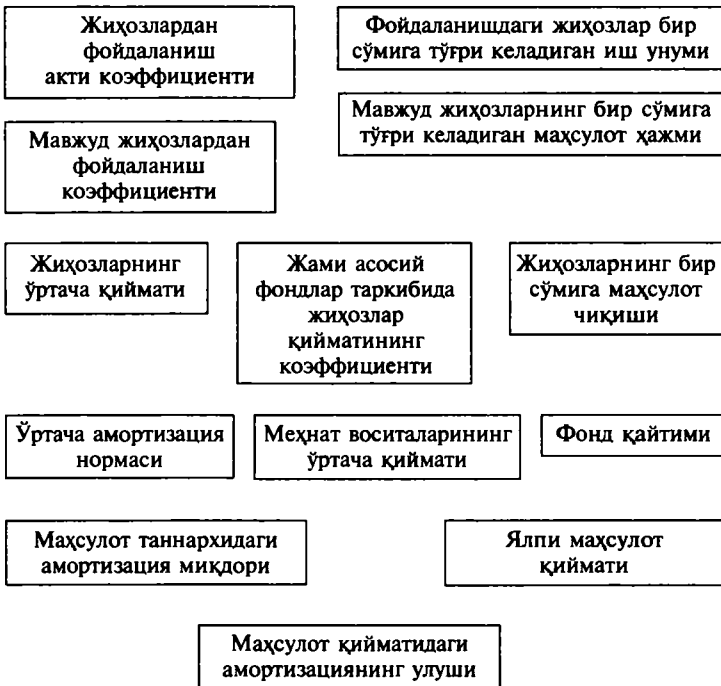 Жиҳозлардан
фойдаланиш
акти коэффициенти
Фойдаланишдаги жиҳозлар бир
сўмига тўғри келадиган иш унуми
Мавжуд жиҳозларнинг бир сўмига
тўғри келадиган маҳсулот ҳажми
Мавжуд жиҳозлардан
фойдаланиш
коэффициенти
Жиҳозларнинг
ўртача қиймати
Жами асосий
фондлар таркибида
жиҳозлар
қийматининг
коэффициенти
Жиҳозларнинг бир
сўмига маҳсулот
чиқиши
Ўртача амортизация
нормаси
Меҳнат воситаларининг
ўртача қиймати
Фонд қайтими
Маҳсулот таннархидаги
амортизация миқдори
Ялпи маҳсулот
қиймати
Маҳсулот қийматидаги
амортизациянинг улуши